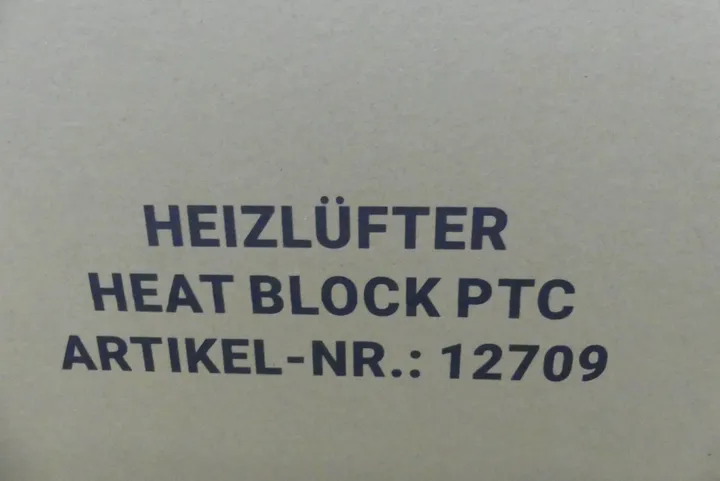 HEIZLÜFTER
HEAT BLOCK PTC
ARTIKEL-NR.: 12709